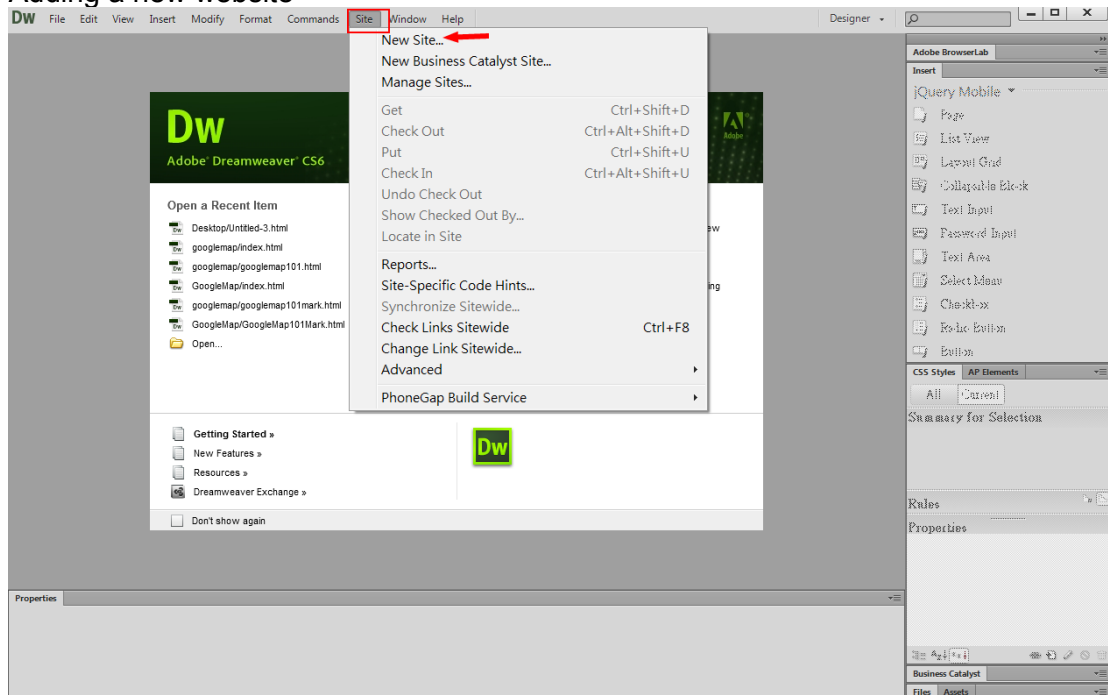 Adding a new website
DW File Edit View Insert Modify Format Commands Site Window Help Designer
New Site...
New Business Catalyst Site...
Manage Sites...
Get Ctrl+Shift+D
Check Out Ctrl+Alt+Shift+D
Put Ctrl+Shift+U
Check In Ctrl+Alt+Shift+U
Undo Check Out
Show Checked Out By...
Locate in Site
Reports...
Site-Specific Code Hints...
Synchronize Sitewide...
Check Links Sitewide Ctrl+F8
Change Link Sitewide...
Advanced
PhoneGap Build Service
Dw
Adobe® Dreamweaver® CS6
Adobe
Open a Recent Item
Desktop/Untitled-3.html
googlemap/index.html
googlemap/googlemap101.html
GoogleMap/index.html
googlemap/googlemap101mark.html
GoogleMap/GoogleMap101Mark.html
Open...
ew
ing
Getting Started »
New Features »
Resources »
Dreamweaver Exchange »
Dw
Don't show again
Properties
Adobe BrowserLab
Insert
jQuery Mobile
Page
List View
Layout Grid
Collapsible Block
Text Input
Password Input
Text Area
Select Menu
Checkbox
Radio Button
Button
CSS Styles AP Elements
All Current
Summary for Selection
Rules
Properties
Business Catalyst
Files Assets